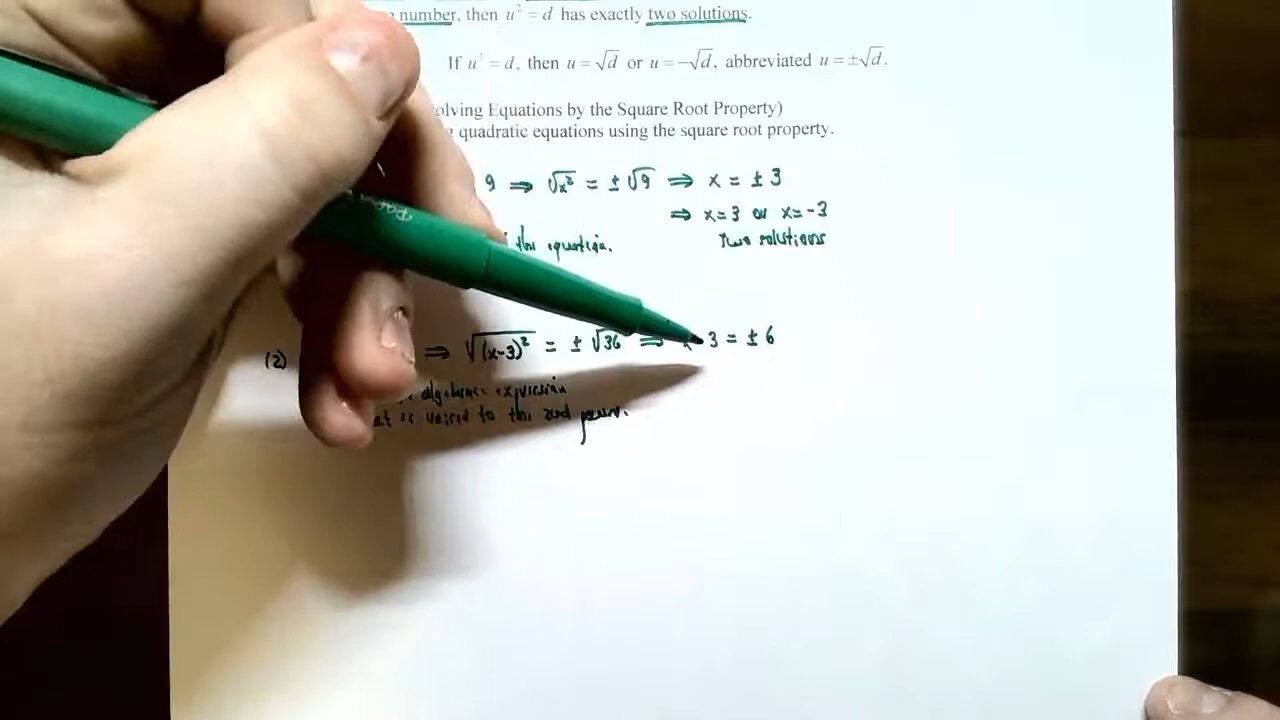 number, then u² = d has exactly two solutions.
If u² = d, then u = √d or u = -√d, abbreviated u = ±√d.
olving Equations by the Square Root Property)
quadratic equations using the square root property.
9 ⇒ √x² = ± √9 ⇒ x = ± 3
⇒ x=3 or x=-3
this equation. two solutions
(2) ⇒ √(x-3)² = ± √36 ⇒ x-3 = ± 6
algebraic expression
is raised to the 2nd power.